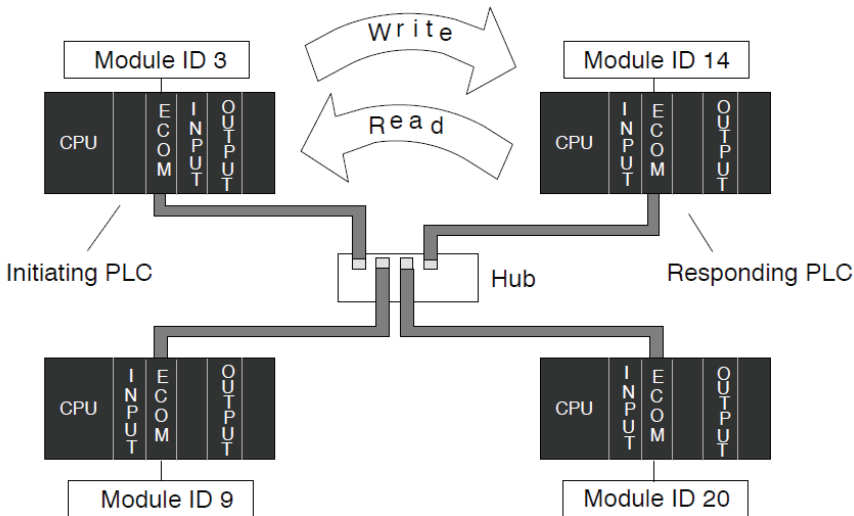 Write
Module ID 3
Module ID 14
Read
CPU
ECOM
INPUT
OUTPUT
CPU
INPUT
ECOM
OUTPUT
Initiating PLC
Hub
Responding PLC
CPU
INPUT
ECOM
OUTPUT
CPU
INPUT
ECOM
OUTPUT
Module ID 9
Module ID 20